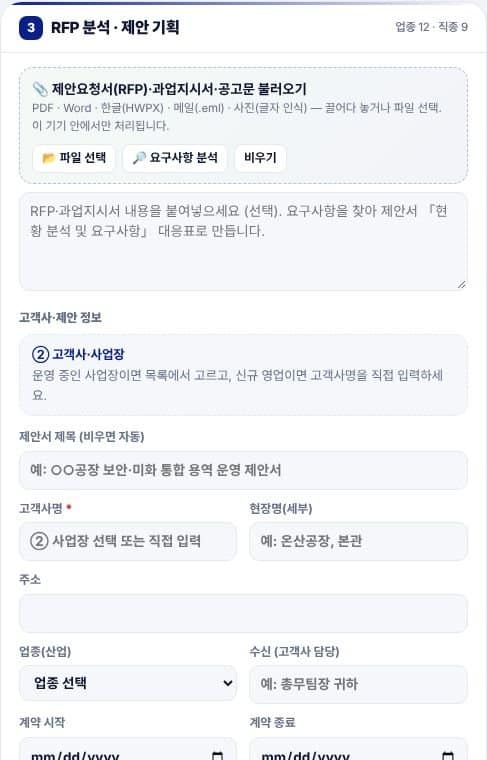 3 RFP 분석 · 제안 기획
업종 12 · 직종 9
📎 제안요청서(RFP)·과업지시서·공고문 불러오기
PDF · Word · 한글(HWPX) · 메일(.eml) · 사진(글자 인식) — 끌어다 놓거나 파일 선택.
이 기기 안에서만 처리됩니다.
📂 파일 선택 🔎 요구사항 분석 비우기
RFP·과업지시서 내용을 붙여넣으세요 (선택). 요구사항을 찾아 제안서 「현
황 분석 및 요구사항」 대응표로 만듭니다.
고객사·제안 정보
② 고객사·사업장
운영 중인 사업장이면 목록에서 고르고, 신규 영업이면 고객사명을 직접 입력하세
요.
제안서 제목 (비우면 자동)
예: ○○공장 보안·미화 통합 용역 운영 제안서
고객사명 * 현장명(세부)
② 사업장 선택 또는 직접 입력 예: 온산공장, 본관
주소
업종(산업) 수신 (고객사 담당)
업종 선택 예: 총무팀장 귀하
계약 시작 계약 종료
mm/dd/yyyy mm/dd/yyyy